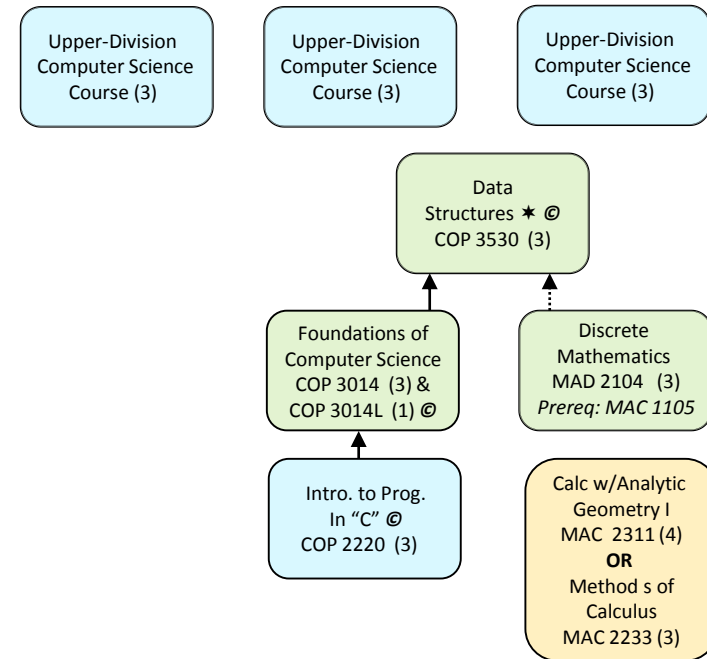 Upper-Division
Computer Science
Course (3)
Upper-Division
Computer Science
Course (3)
Upper-Division
Computer Science
Course (3)
Data
Structures ✶ ©
COP 3530 (3)
Foundations of
Computer Science
COP 3014 (3) &
COP 3014L (1) ©
Discrete
Mathematics
MAD 2104 (3)
Prereq: MAC 1105
Intro. to Prog.
In “C” ©
COP 2220 (3)
Calc w/Analytic
Geometry I
MAC 2311 (4)
OR
Method s of
Calculus
MAC 2233 (3)